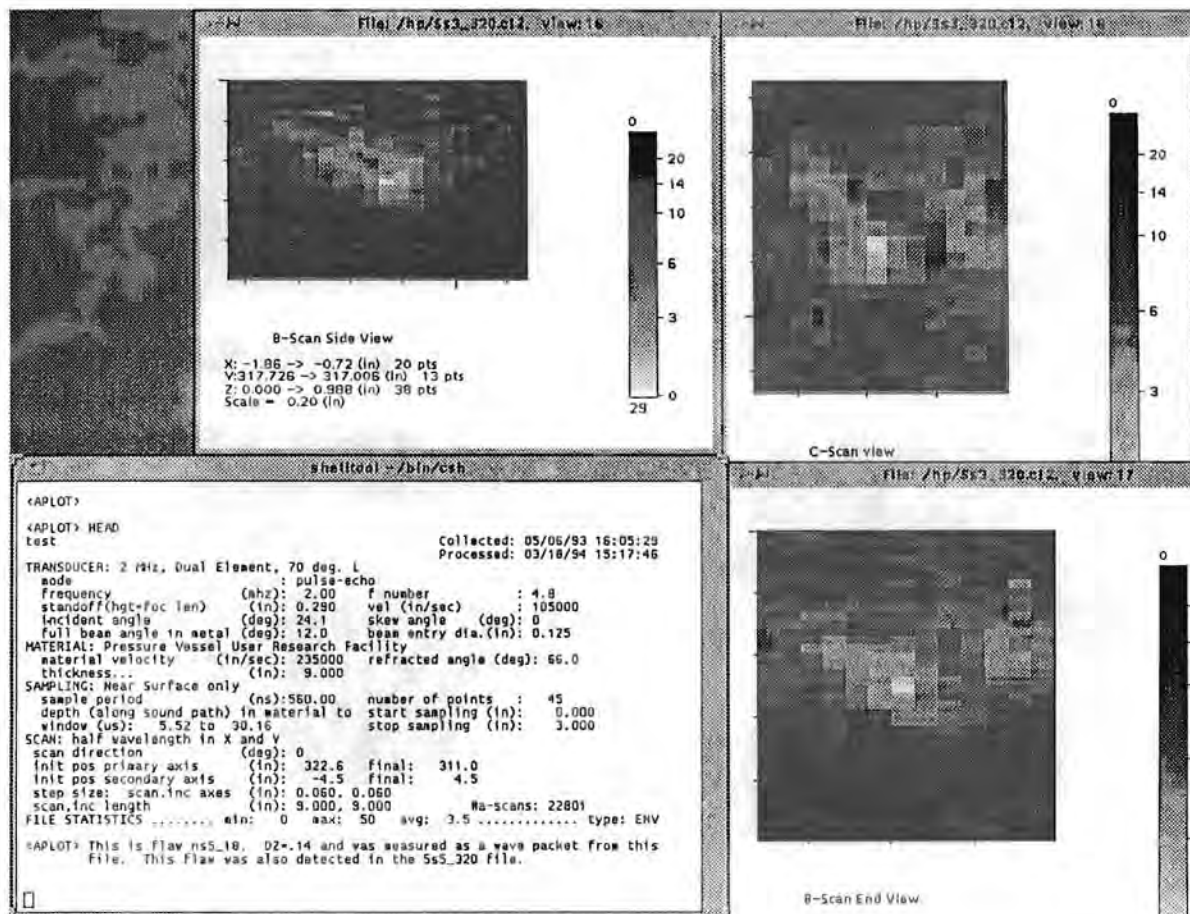 File: /hp/Ss3_320.c12, View: 16
0
20
14
10
6
3
0
29
B-Scan Side View
X: -1.86 -> -0.72 (in) 20 pts
Y:317.726 -> 317.006 (in) 13 pts
Z: 0.000 -> 0.988 (in) 38 pts
Scale = 0.20 (in)
File: /hp/Ss3_320.c12, View: 18
0
20
14
10
6
3
C-Scan view
shelltool -/bin/csh
<APLOT>
<APLOT> HEAD
test
Collected: 05/06/93 16:05:29
Processed: 03/18/94 15:17:46
TRANSDUCER: 2 MHz, Dual Element, 70 deg. L
mode : pulse-echo
frequency (mhz): 2.00 f number : 4.8
standoff(hgt-foc len) (in): 0.290 vel (in/sec) : 105000
incident angle (deg): 24.1 skew angle (deg): 0
full beam angle in metal (deg): 12.0 beam entry dia.(in): 0.125
MATERIAL: Pressure Vessel User Research Facility
material velocity (in/sec): 235000 refracted angle (deg): 66.0
thickness... (in): 9.000
SAMPLING: Near Surface only
sample period (ns):560.00 number of points : 45
depth (along sound path) in material to start sampling (in): 0.000
window (us): 5.52 to 30.16 stop sampling (in): 3.000
SCAN: half wavelength in X and Y
scan direction (deg): 0
init pos primary axis (in): 322.6 final: 311.0
init pos secondary axis (in): -4.5 final: 4.5
step size: scan.inc axes (in): 0.060, 0.060
scan.inc length (in): 9.000, 9.000 #a-scans: 22801
FILE STATISTICS ........ min: 0 max: 50 avg: 3.5 ............. type: ENV
<APLOT> This is flaw ns5_18. DZ=.14 and was measured as a wave packet from this
File. This flaw was also detected in the Ss5_320 file.
File: /hp/Ss3_320.c12, View: 17
0
20
14
10
6
3
B-Scan End View